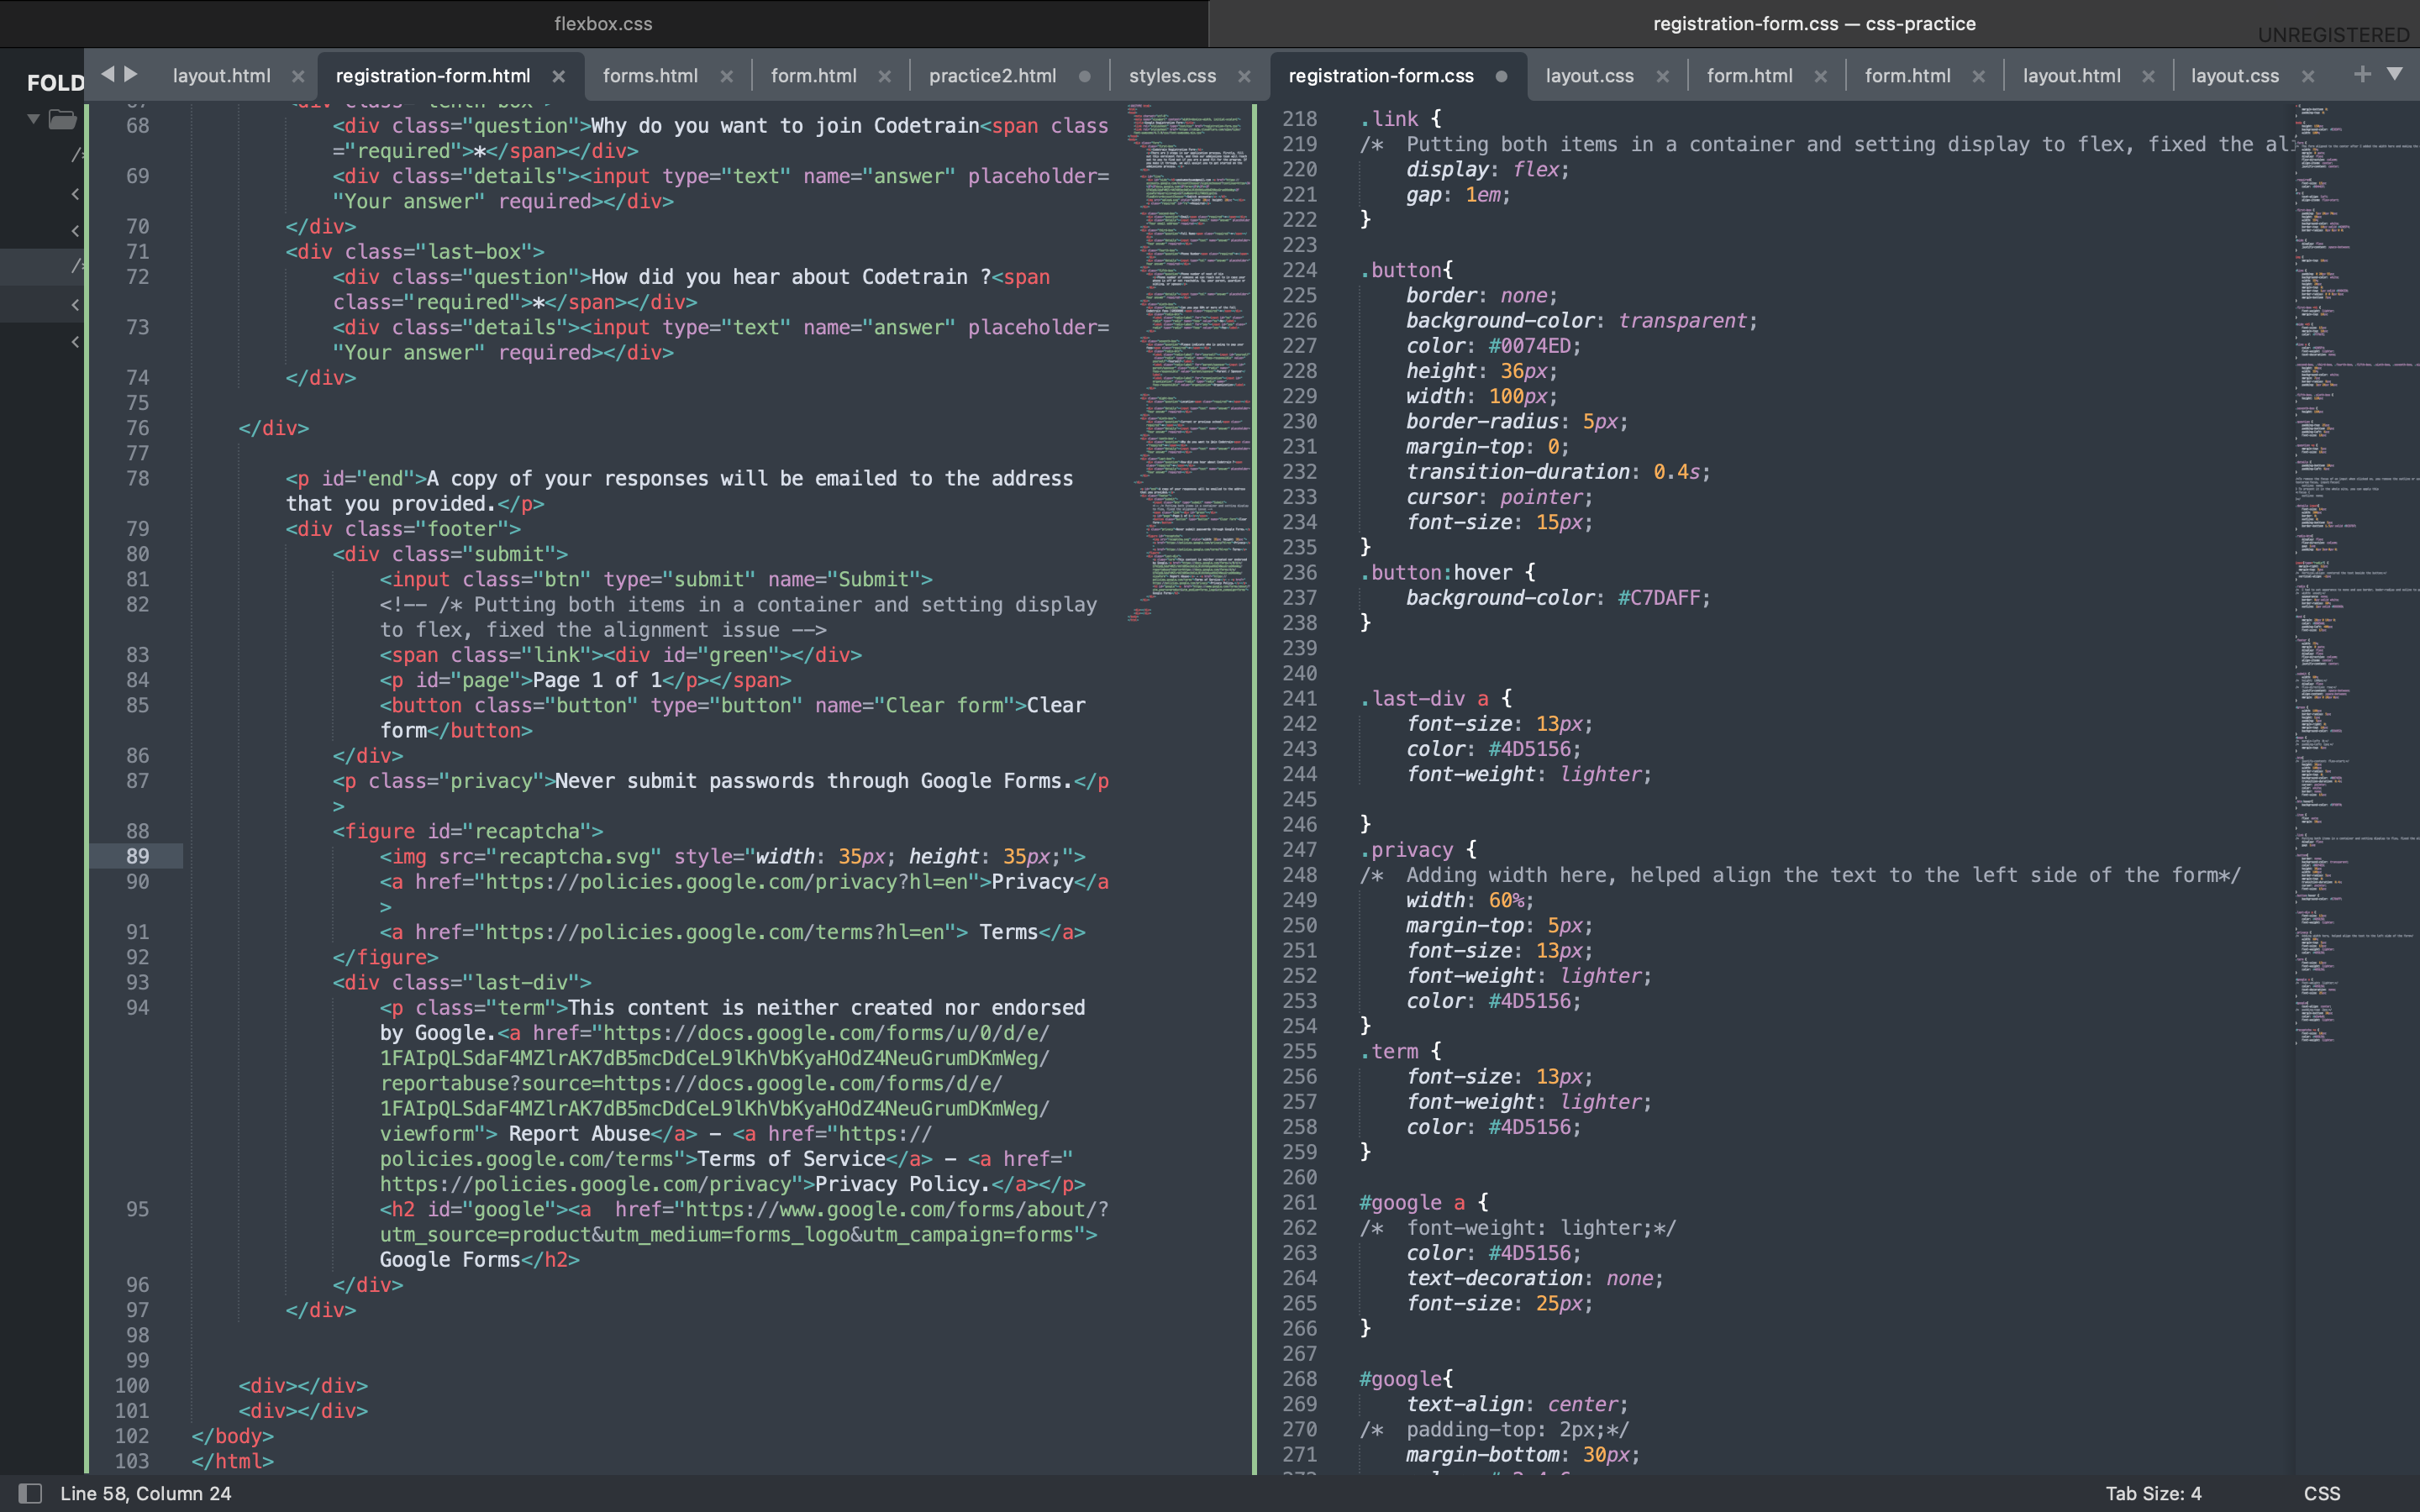 flexbox.css
registration-form.css — css-practice
UNREGISTERED
FOLD
layout.html × registration-form.html × forms.html × form.html × practice2.html styles.css × registration-form.css layout.css × form.html × form.html × layout.html × layout.css × +
67 <div class="tenth-box">
68 <div class="question">Why do you want to join Codetrain<span class
="required">*</span></div>
69 <div class="details"><input type="text" name="answer" placeholder=
"Your answer" required></div>
70 </div>
71 <div class="last-box">
72 <div class="question">How did you hear about Codetrain ?<span
class="required">*</span></div>
73 <div class="details"><input type="text" name="answer" placeholder=
"Your answer" required></div>
74 </div>
75
76 </div>
77
78 <p id="end">A copy of your responses will be emailed to the address
that you provided.</p>
79 <div class="footer">
80 <div class="submit">
81 <input class="btn" type="submit" name="Submit">
82 <!-- /* Putting both items in a container and setting display
to flex, fixed the alignment issue -->
83 <span class="link"><div id="green"></div>
84 <p id="page">Page 1 of 1</p></span>
85 <button class="button" type="button" name="Clear form">Clear
form</button>
86 </div>
87 <p class="privacy">Never submit passwords through Google Forms.</p
>
88 <figure id="recaptcha">
89 <img src="recaptcha.svg" style="width: 35px; height: 35px;">
90 <a href="https://policies.google.com/privacy?hl=en">Privacy</a
>
91 <a href="https://policies.google.com/terms?hl=en"> Terms</a>
92 </figure>
93 <div class="last-div">
94 <p class="term">This content is neither created nor endorsed
by Google.<a href="https://docs.google.com/forms/u/0/d/e/
1FAIpQLSdaF4MZlrAK7dB5mcDdCeL9lKhVbKyaHOdZ4NeuGrumDKmWeg/
reportabuse?source=https://docs.google.com/forms/d/e/
1FAIpQLSdaF4MZlrAK7dB5mcDdCeL9lKhVbKyaHOdZ4NeuGrumDKmWeg/
viewform"> Report Abuse</a> – <a href="https://
policies.google.com/terms">Terms of Service</a> – <a href="
https://policies.google.com/privacy">Privacy Policy.</a></p>
95 <h2 id="google"><a  href="https://www.google.com/forms/about/?
utm_source=product&utm_medium=forms_logo&utm_campaign=forms">
Google Forms</h2>
96 </div>
97 </div>
98
99
100 <div></div>
101 <div></div>
102 </body>
103 </html>
218 .link {
219 /*  Putting both items in a container and setting display to flex, fixed the
220 display: flex;
221 gap: 1em;
222 }
223
224 .button{
225 border: none;
226 background-color: transparent;
227 color: #0074ED;
228 height: 36px;
229 width: 100px;
230 border-radius: 5px;
231 margin-top: 0;
232 transition-duration: 0.4s;
233 cursor: pointer;
234 font-size: 15px;
235 }
236 .button:hover {
237 background-color: #C7DAFF;
238 }
239
240
241 .last-div a {
242 font-size: 13px;
243 color: #4D5156;
244 font-weight: lighter;
245
246 }
247 .privacy {
248 /*  Adding width here, helped align the text to the left side of the form*/
249 width: 60%;
250 margin-top: 5px;
251 font-size: 13px;
252 font-weight: lighter;
253 color: #4D5156;
254 }
255 .term {
256 font-size: 13px;
257 font-weight: lighter;
258 color: #4D5156;
259 }
260
261 #google a {
262 /*  font-weight: lighter;*/
263 color: #4D5156;
264 text-decoration: none;
265 font-size: 25px;
266 }
267
268 #google{
269 text-align: center;
270 /*  padding-top: 2px;*/
271 margin-bottom: 30px;
Line 58, Column 24
Tab Size: 4
CSS